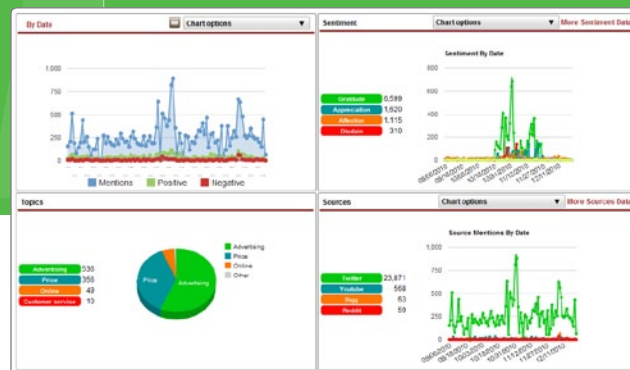 By Date
Chart options
1.000
750
500
250
0
Mentions Positive Negative
Sentiment
Chart options
More Sentiment Data
Sentiment By Date
800
600
400
200
0
Gratitude 6,599
Appreciation 1,620
Affection 1,115
Disdain 310
Topics
Advertising
Price 356
Online 49
Customer service 10
Price
Advertising
Advertising
Price
Online
Other
Sources
Chart options
More Sources Data
Source Mentions By Date
1,000
750
500
250
0
Twitter 23,871
Youtube 568
Digg 63
Reddit 59